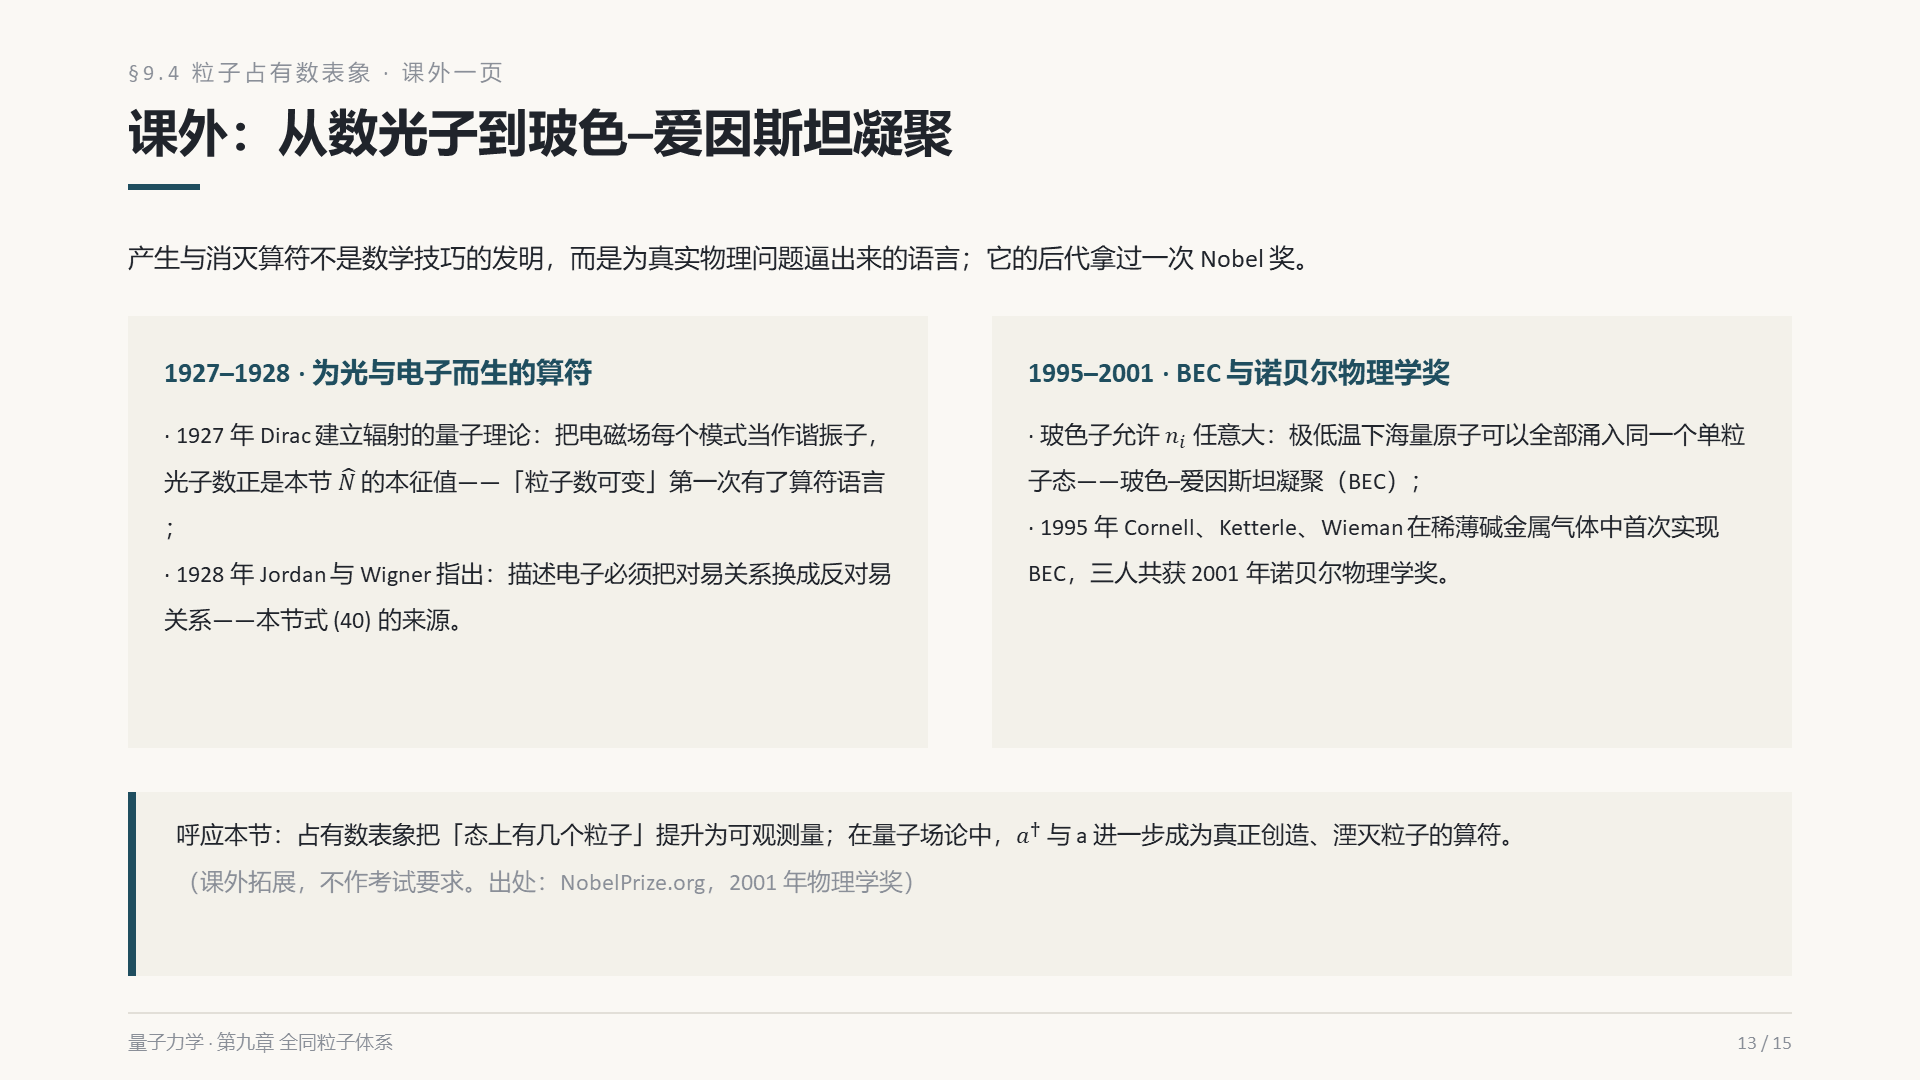 §9.4 粒子占有数表象 · 课外一页
课外：从数光子到玻色–爱因斯坦凝聚
产生与消灭算符不是数学技巧的发明，而是为真实物理问题逼出来的语言；它的后代拿过一次 Nobel 奖。
1927–1928 · 为光与电子而生的算符
· 1927 年 Dirac 建立辐射的量子理论：把电磁场每个模式当作谐振子，
光子数正是本节 N̂ 的本征值——「粒子数可变」第一次有了算符语言
；
· 1928 年 Jordan 与 Wigner 指出：描述电子必须把对易关系换成反对易
关系——本节式 (40) 的来源。
1995–2001 · BEC 与诺贝尔物理学奖
· 玻色子允许 nᵢ 任意大：极低温下海量原子可以全部涌入同一个单粒
子态——玻色–爱因斯坦凝聚（BEC）；
· 1995 年 Cornell、Ketterle、Wieman 在稀薄碱金属气体中首次实现
BEC，三人共获 2001 年诺贝尔物理学奖。
呼应本节：占有数表象把「态上有几个粒子」提升为可观测量；在量子场论中，a† 与 a 进一步成为真正创造、湮灭粒子的算符。
（课外拓展，不作考试要求。出处：NobelPrize.org，2001 年物理学奖）
量子力学 · 第九章 全同粒子体系
13 / 15